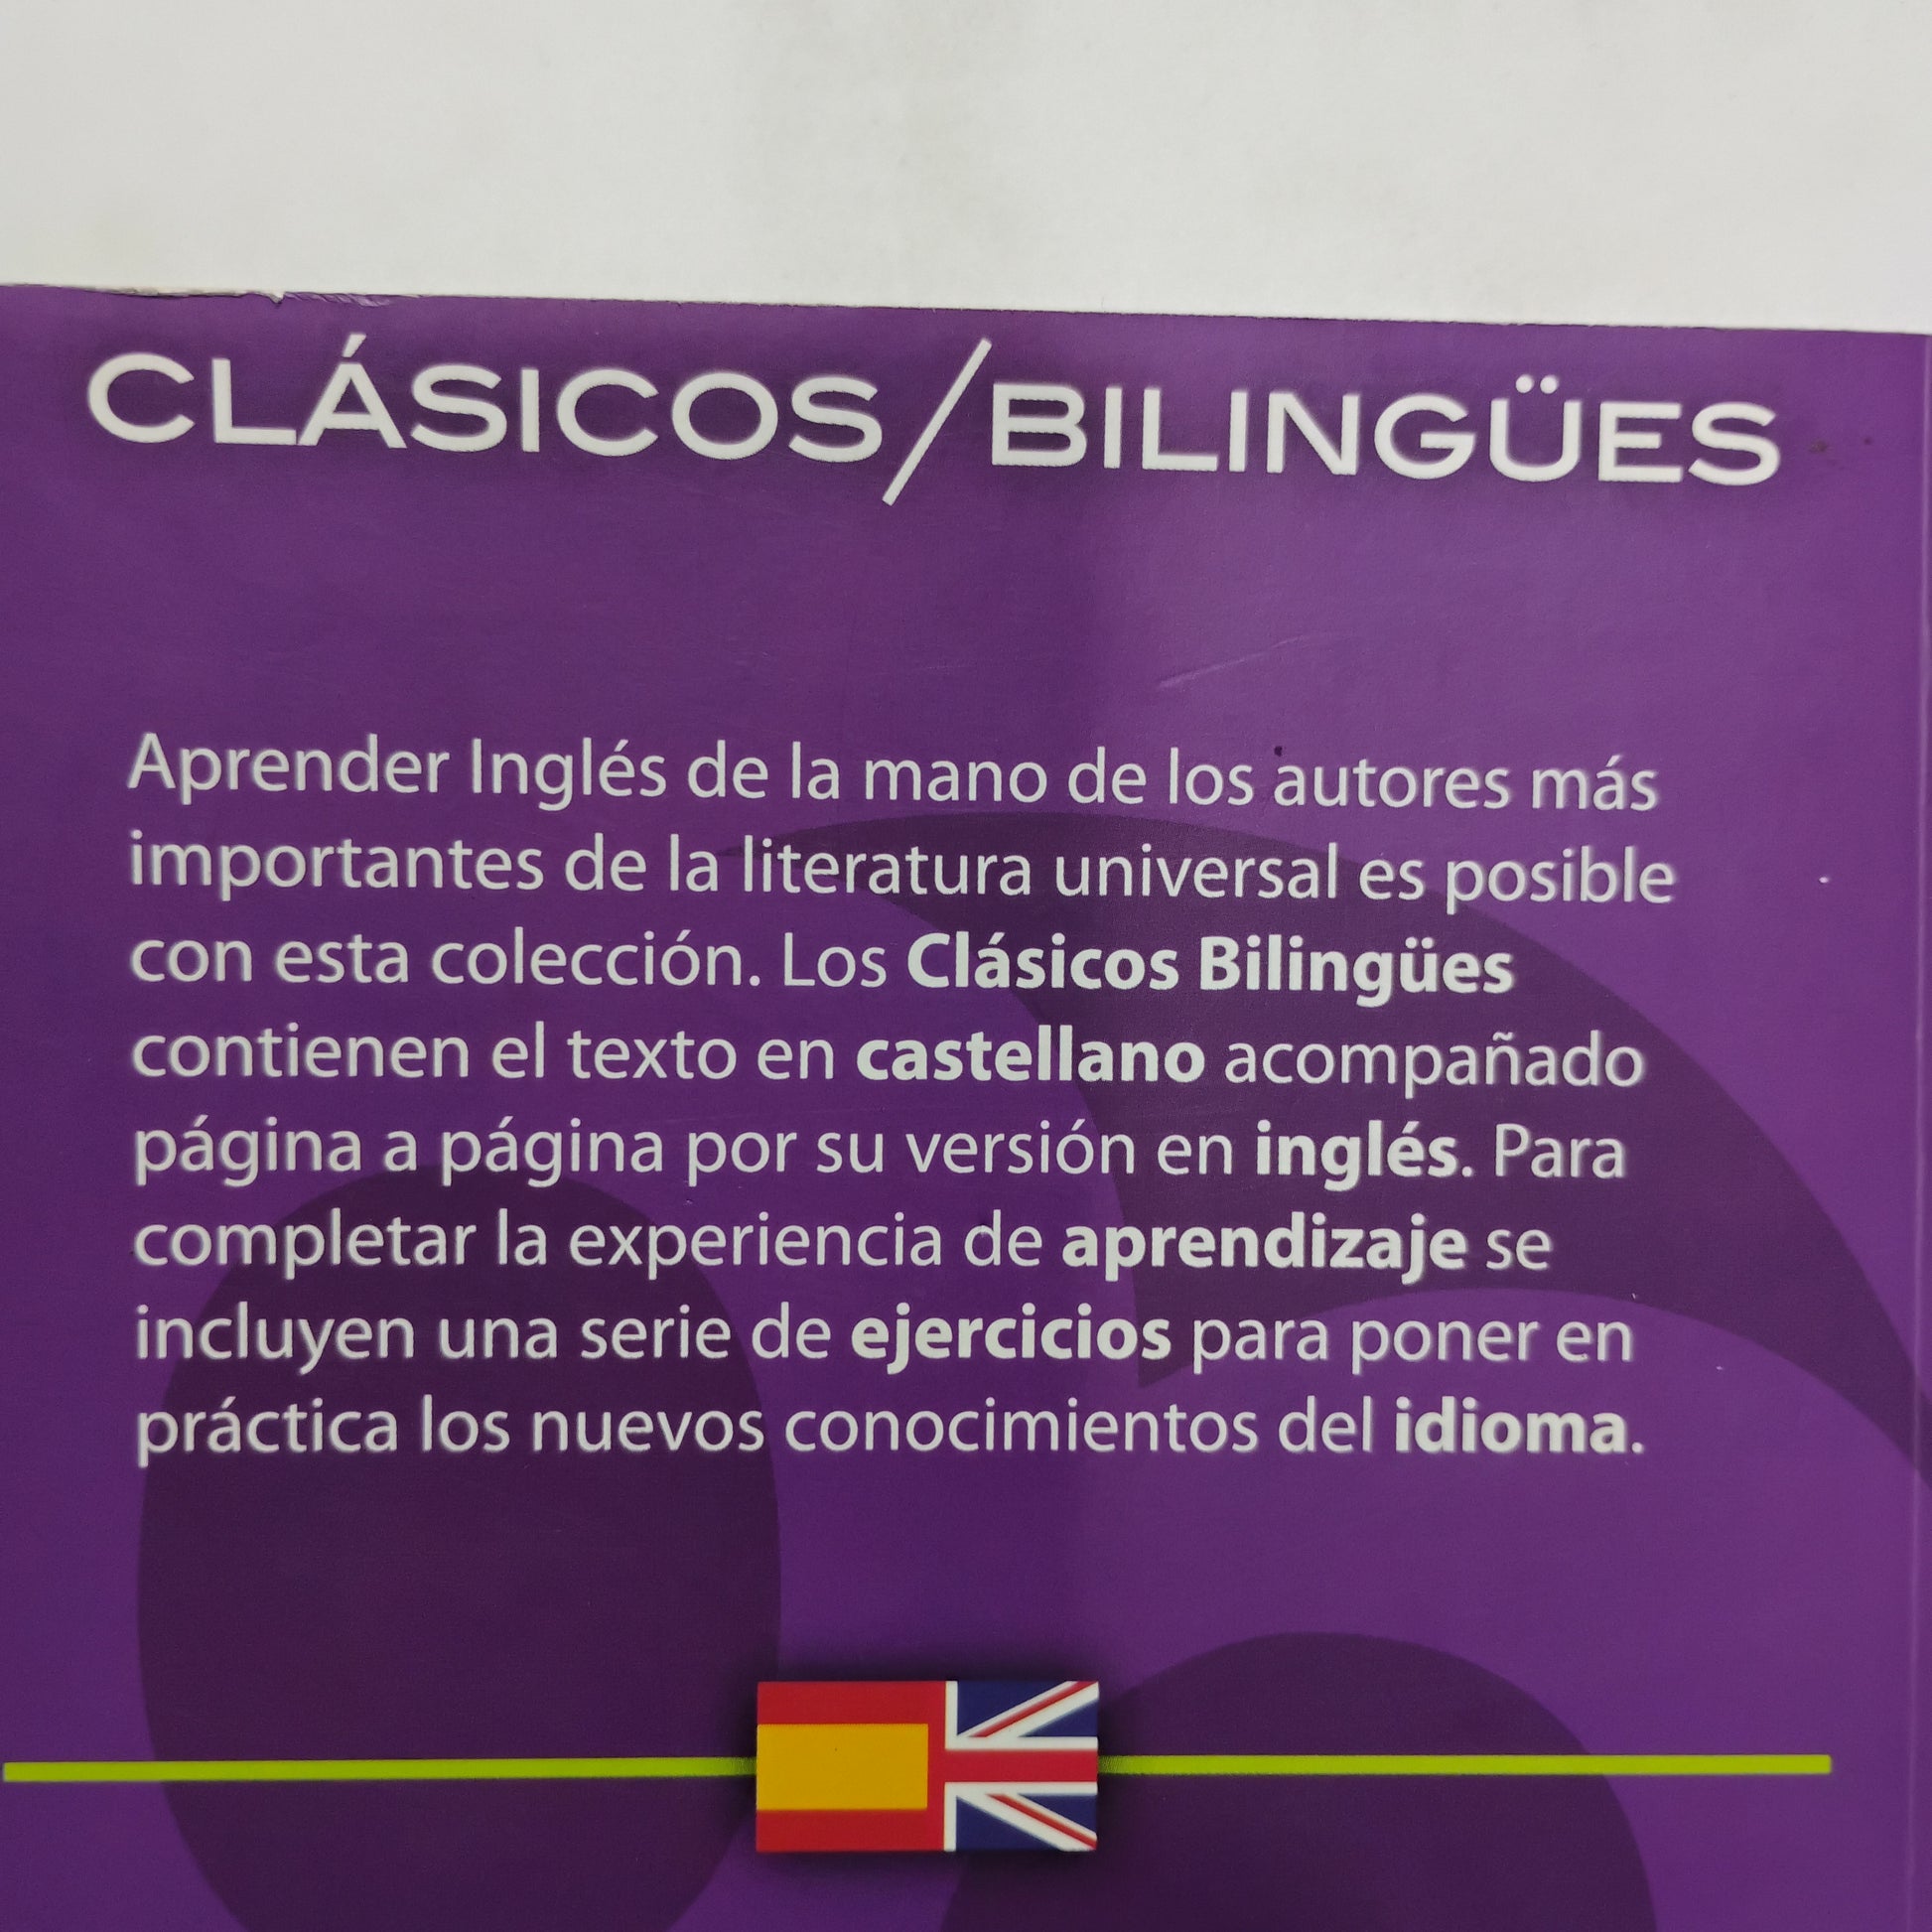 CLÁSICOS/BILINGÜES
Aprender Inglés de la mano de los autores más
importantes de la literatura universal es posible
con esta colección. Los Clásicos Bilingües
contienen el texto en castellano acompañado
página a página por su versión en inglés. Para
completar la experiencia de aprendizaje se
incluyen una serie de ejercicios para poner en
práctica los nuevos conocimientos del idioma.